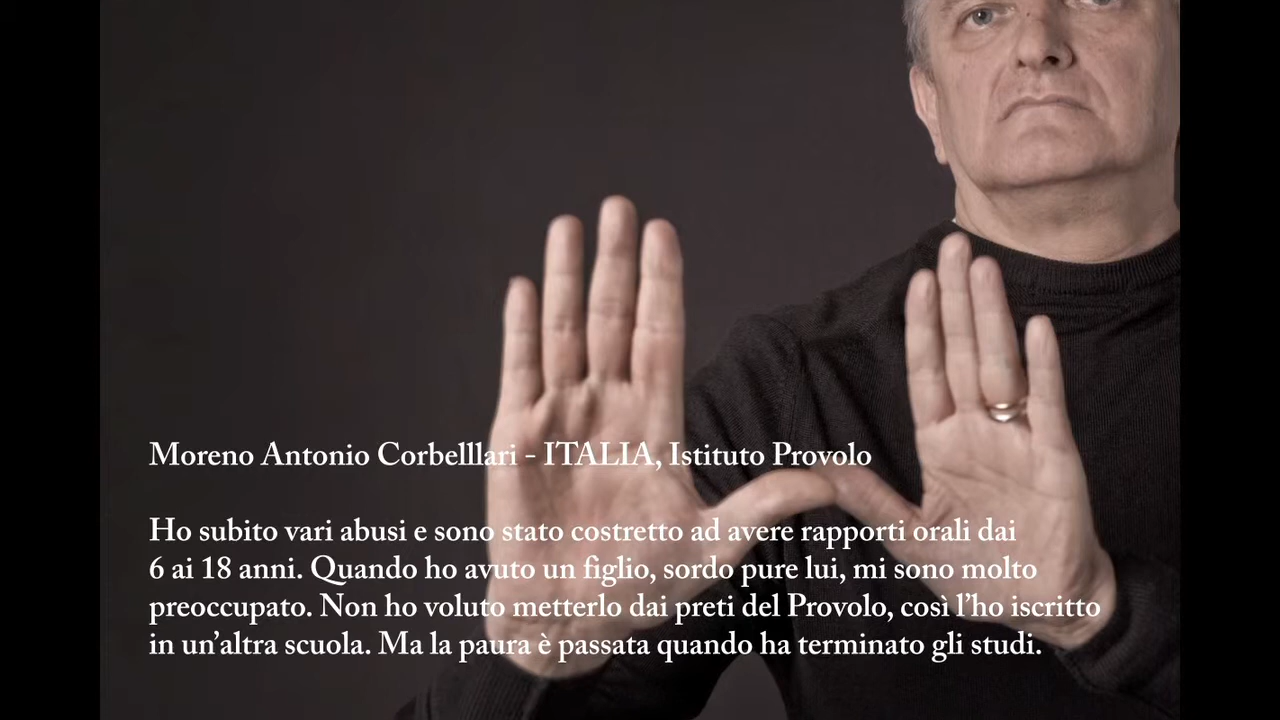 Moreno Antonio Corbelllari - ITALIA, Istituto Provolo
Ho subito vari abusi e sono stato costretto ad avere rapporti orali dai
6 ai 18 anni. Quando ho avuto un figlio, sordo pure lui, mi sono molto
preoccupato. Non ho voluto metterlo dai preti del Provolo, così l’ho iscritto
in un’altra scuola. Ma la paura è passata quando ha terminato gli studi.